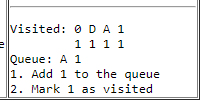 Visited: 0 D A 1
1 1 1 1
Queue: A 1
1. Add 1 to the queue
2. Mark 1 as visited